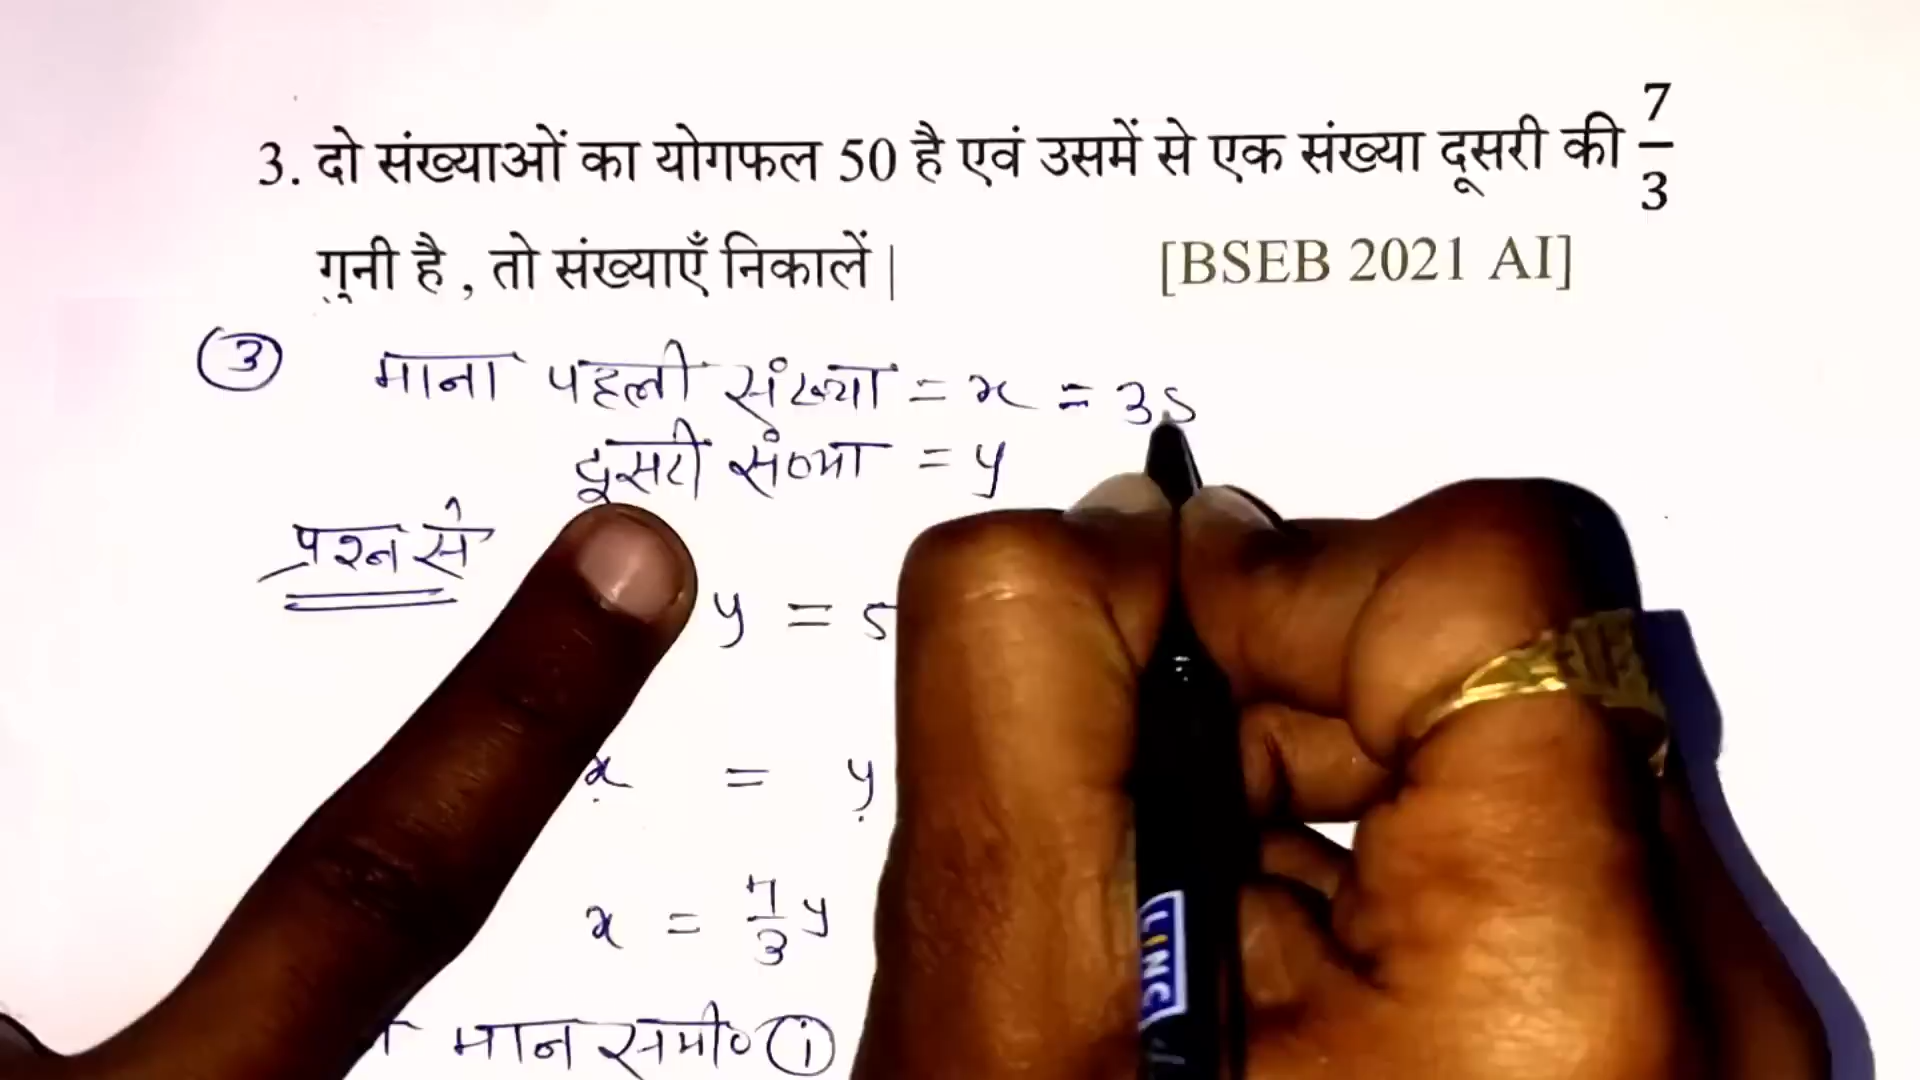 3. दो संख्याओं का योगफल 50 है एवं उसमें से एक संख्या दूसरी की 7/3
गुनी है , तो संख्याएँ निकालें | [BSEB 2021 AI]
3 माना पहली संख्या = x = 35
दूसरी संख्या = y
प्रश्न से
y = 5
x = y
x = 7/3 y
मान समी० (i)
LINC